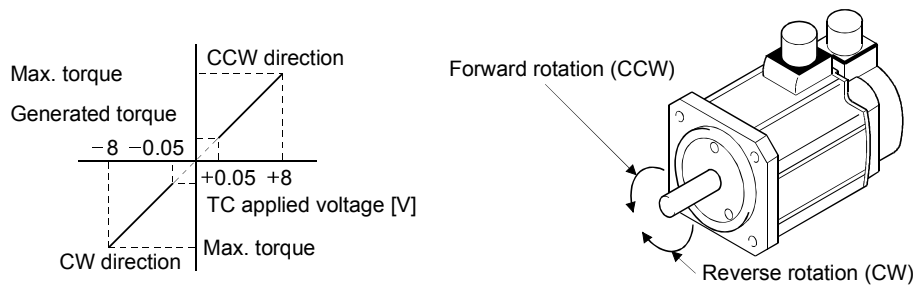 CCW direction
Max. torque
Generated torque
−8 −0.05
+0.05 +8
TC applied voltage [V]
Max. torque
CW direction
Forward rotation (CCW)
Reverse rotation (CW)